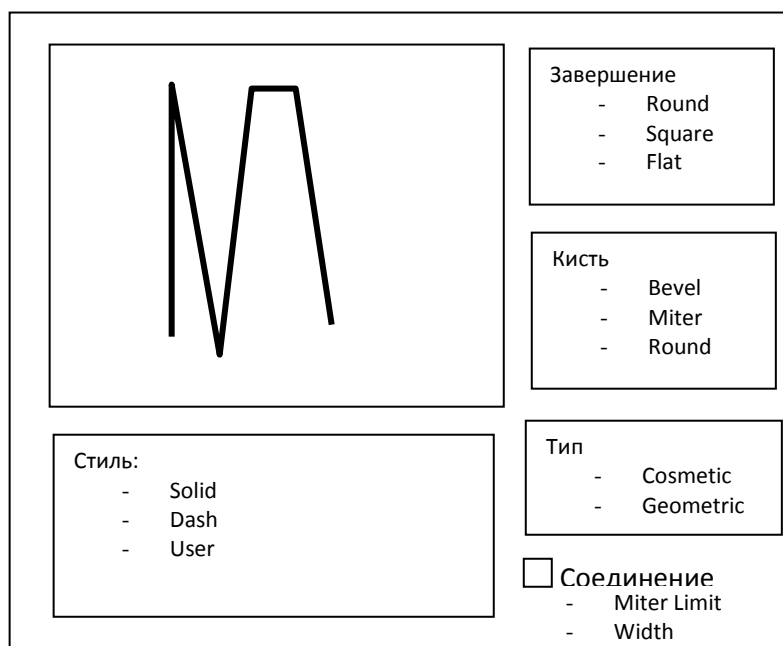 Завершение
- Round
- Square
- Flat
Кисть
- Bevel
- Miter
- Round
Стиль:
- Solid
- Dash
- User
Тип
- Cosmetic
- Geometric
Соединение
- Miter Limit
- Width